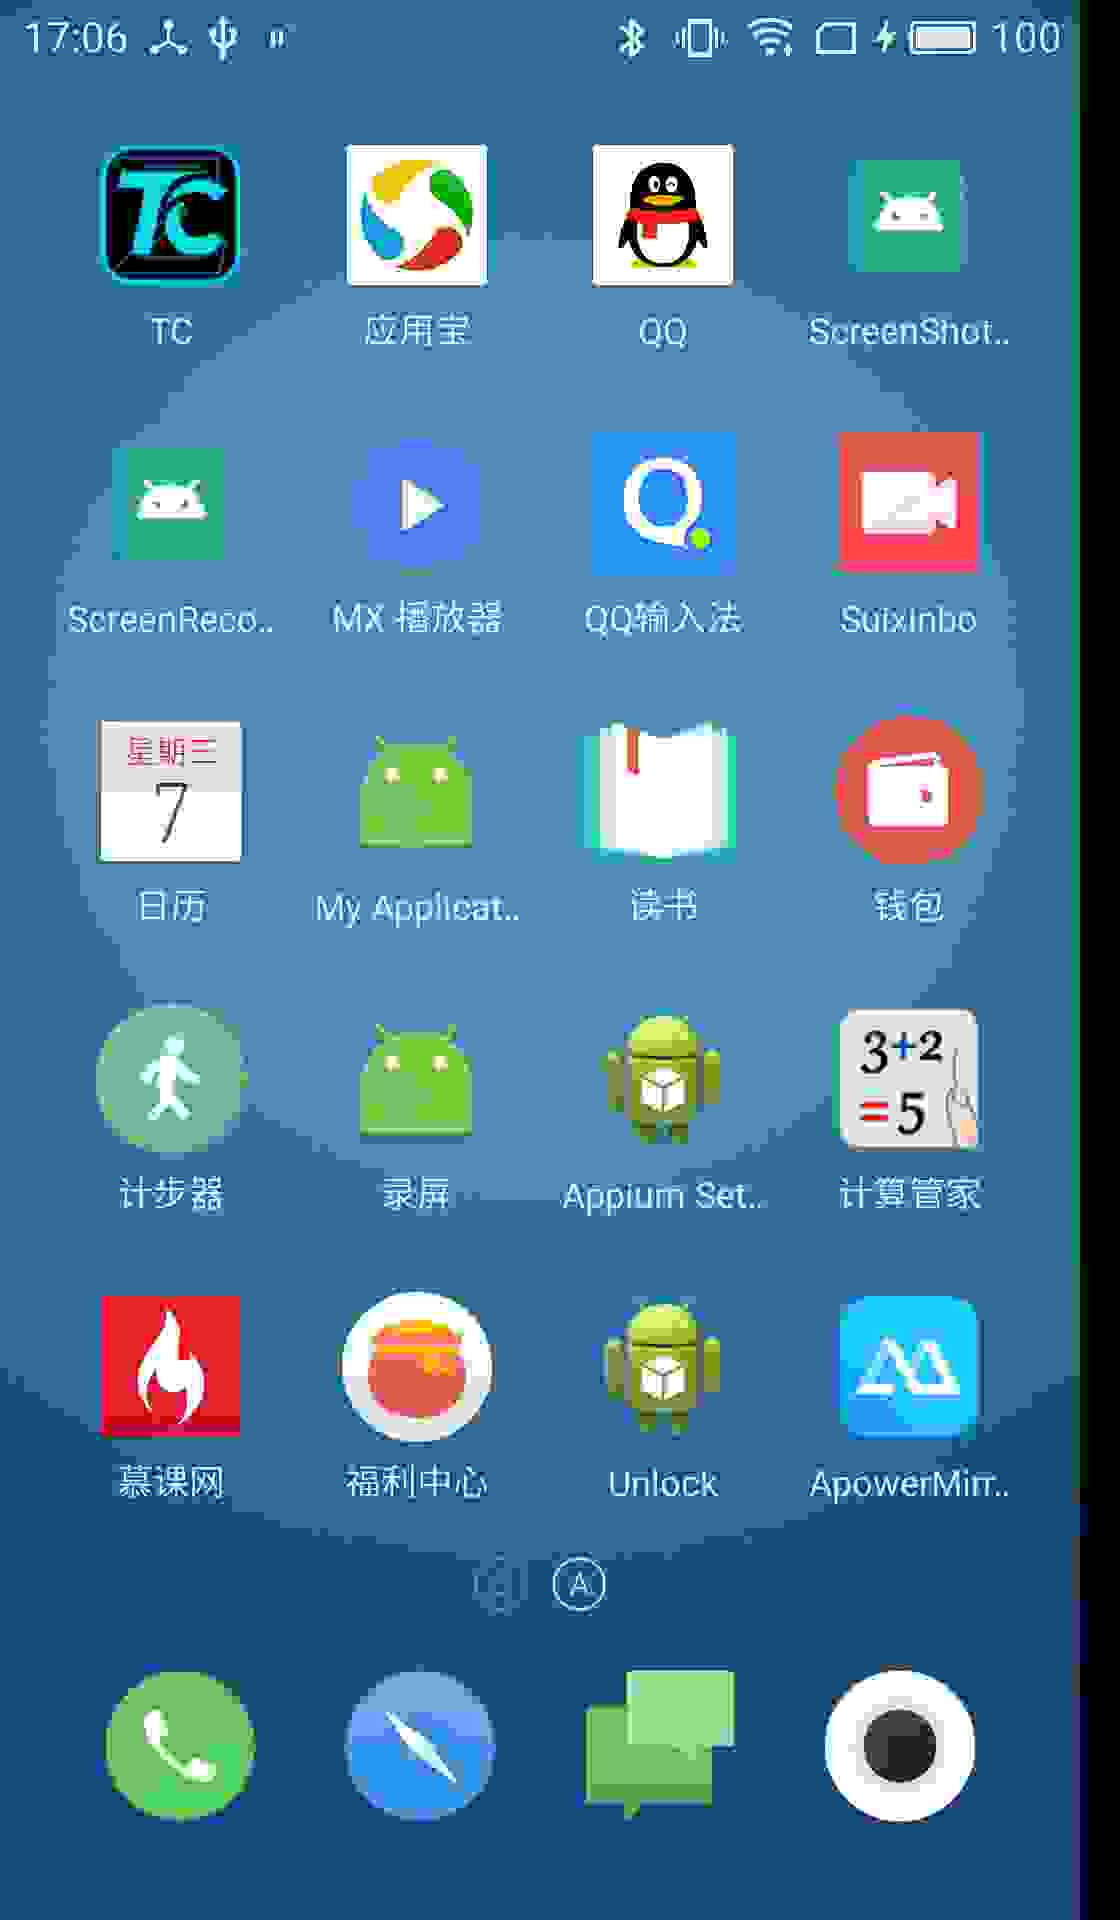 17:06 100
TC
应用宝
QQ
ScreenShot..
ScreenReco..
MX 播放器
QQ输入法
Suixinbo
星期三
7
日历
My Applicat..
读书
钱包
计步器
录屏
Appium Set..
3+2
=5
计算管家
慕课网
福利中心
Unlock
ApowerMirr..
A